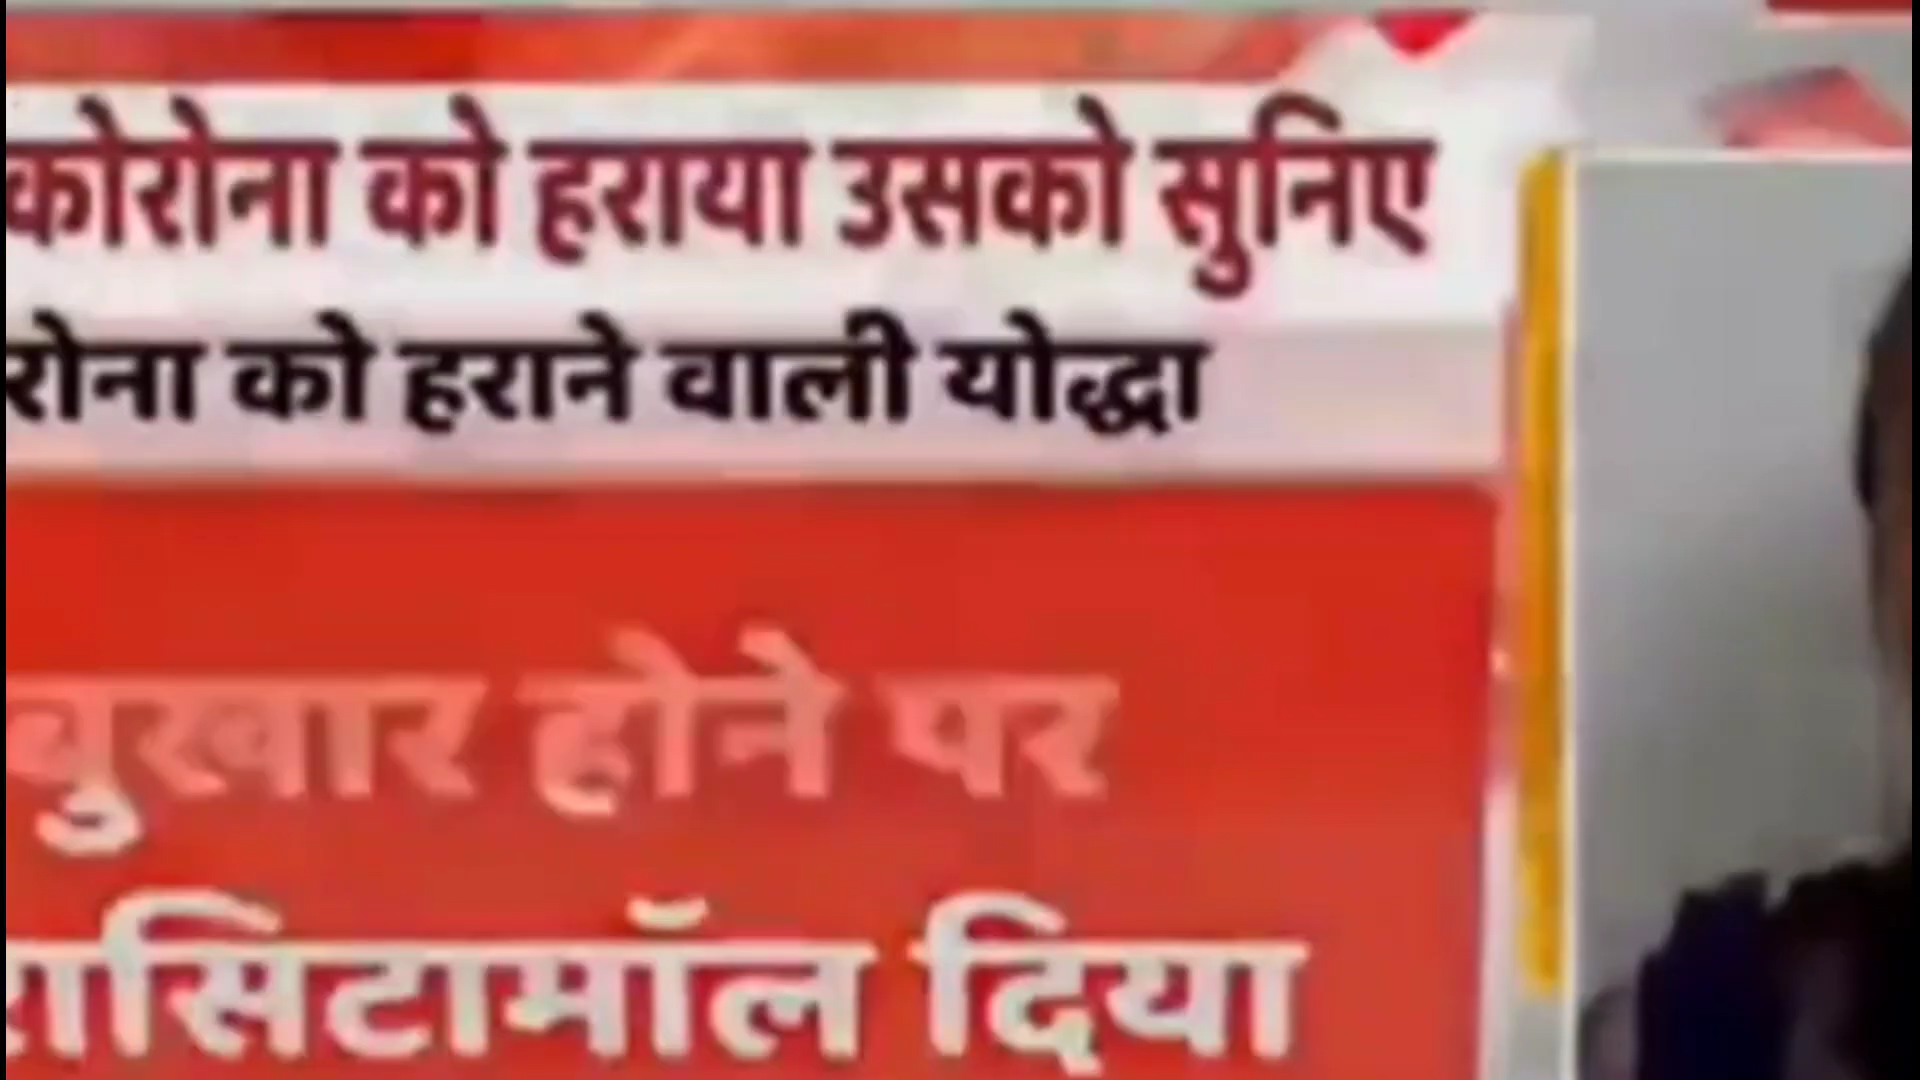 कोरोना को हराया उसको सुनिए
रोना को हराने वाली योद्धा
बुखार होने पर
रासिटामॉल दिया